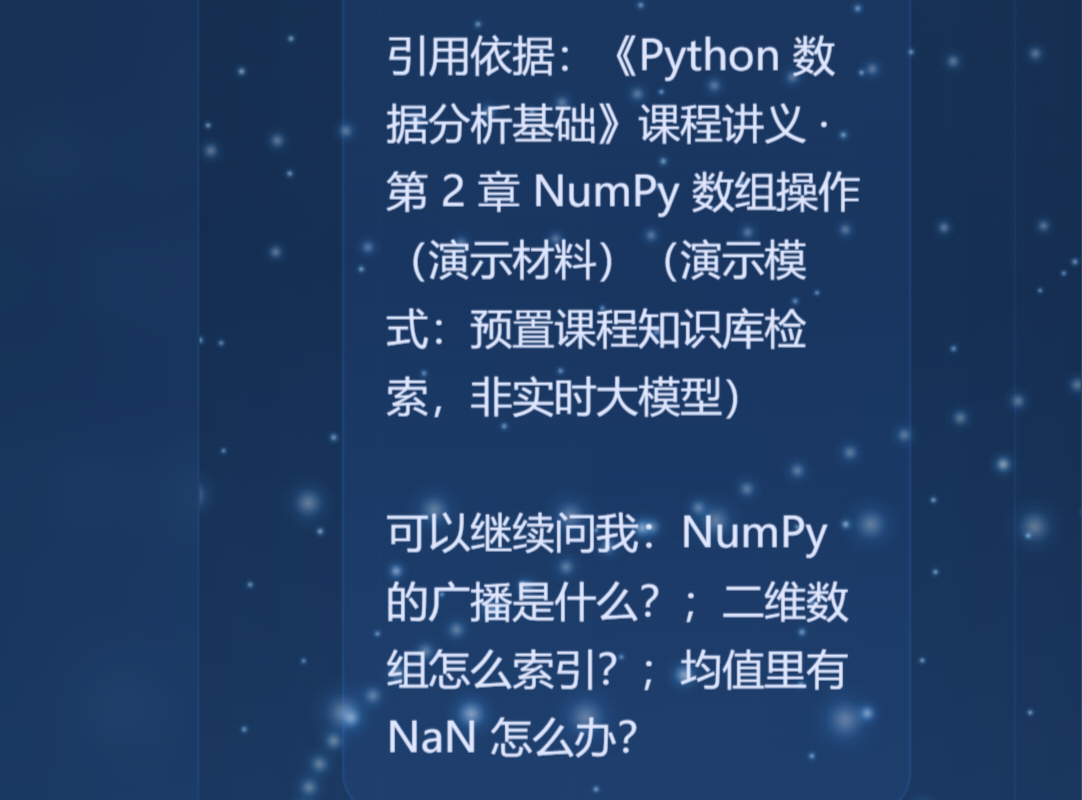 引用依据：《Python 数
据分析基础》课程讲义 ·
第 2 章 NumPy 数组操作
（演示材料）（演示模
式：预置课程知识库检
索，非实时大模型）
可以继续问我：NumPy
的广播是什么？；二维数
组怎么索引？；均值里有
NaN 怎么办？